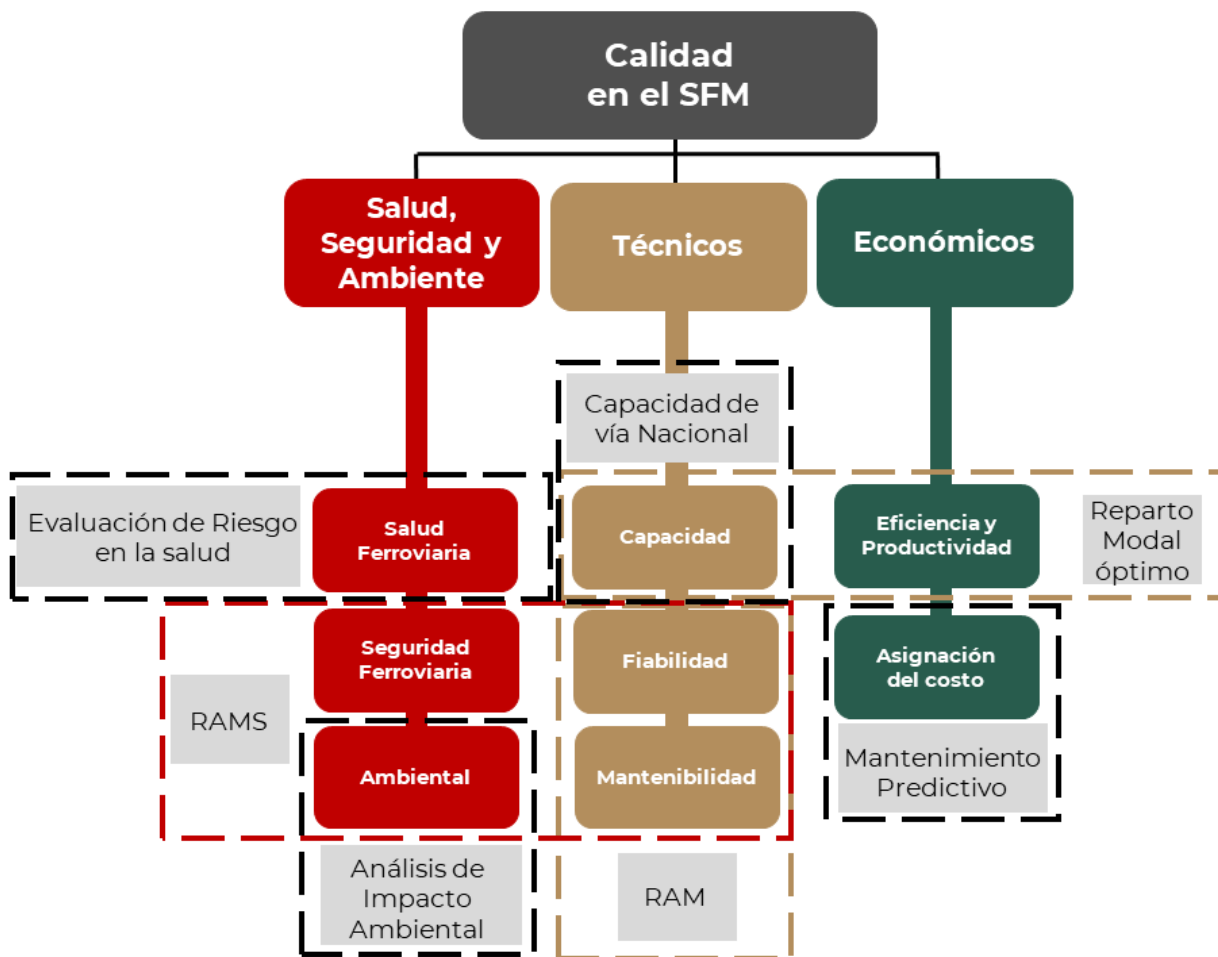 Calidad
en el SFM
Salud,
Seguridad y
Ambiente
Técnicos
Económicos
Capacidad de
vía Nacional
Evaluación de Riesgo
en la salud
Salud
Ferroviaria
Capacidad
Eficiencia y
Productividad
Reparto
Modal
óptimo
RAMS
Seguridad
Ferroviaria
Fiabilidad
Asignación
del costo
Ambiental
Mantenibilidad
Mantenimiento
Predictivo
Análisis de
Impacto
Ambiental
RAM